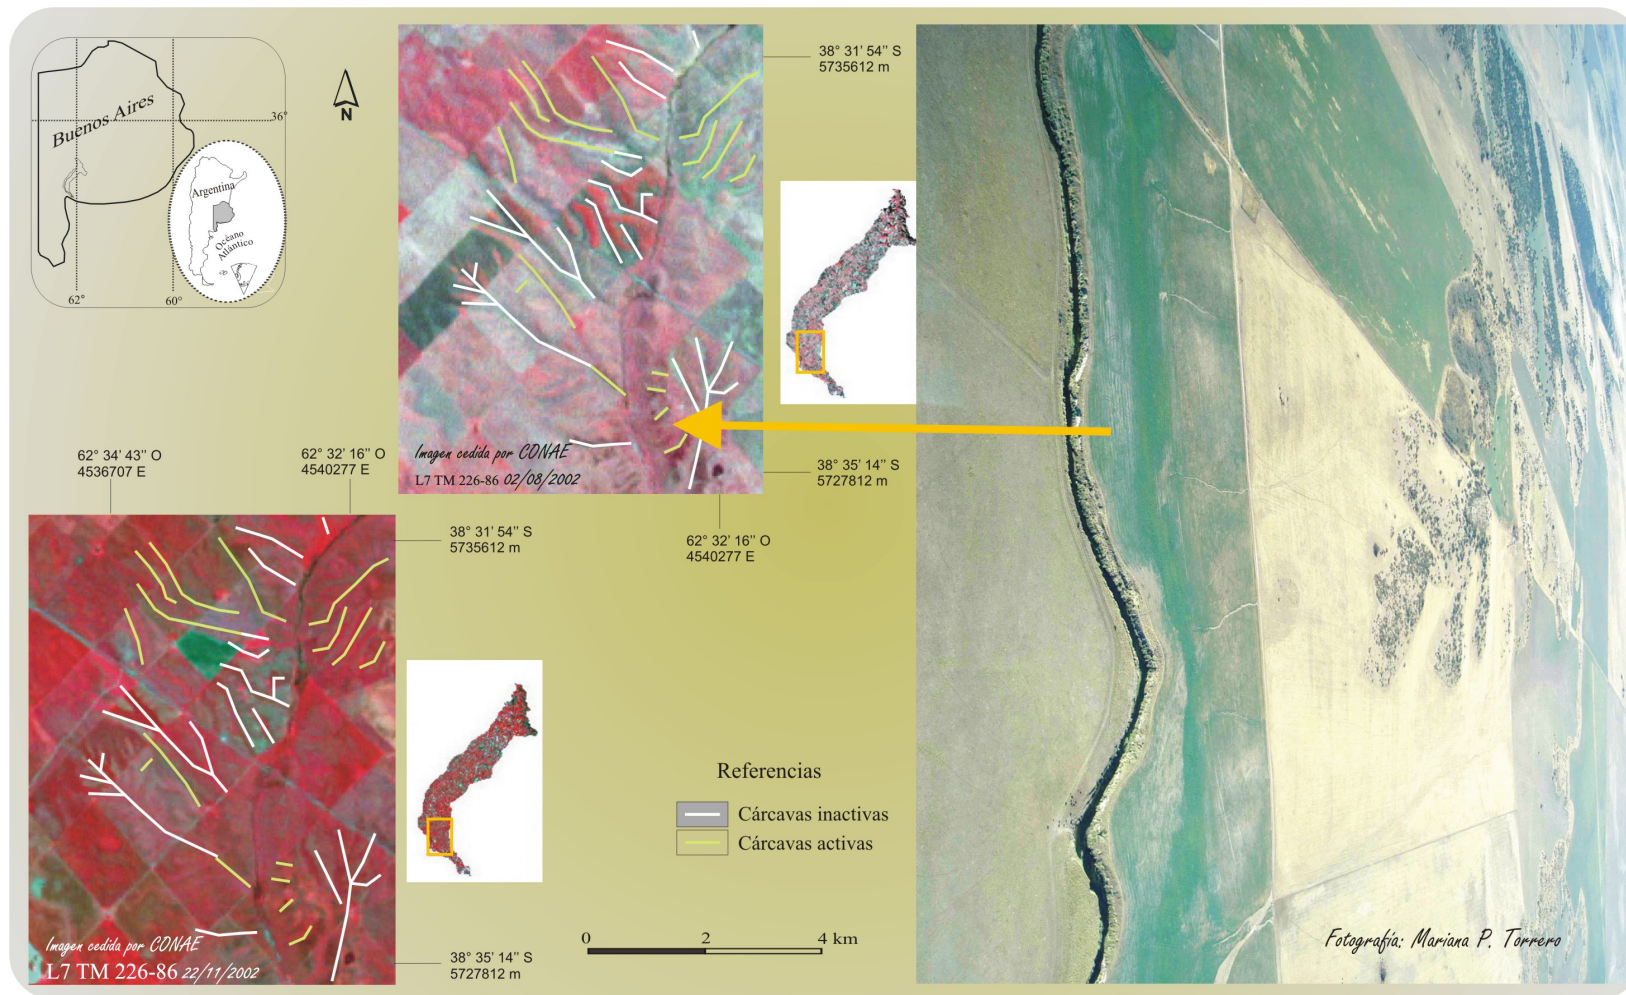 Buenos Aires
36°
Argentina
Océano
Atlántico
62°
60°
N
38° 31' 54'' S
5735612 m
Imagen cedida por CONAE
L7 TM 226-86 02/08/2002
38° 35' 14'' S
5727812 m
62° 34' 43'' O
4536707 E
62° 32' 16'' O
4540277 E
62° 32' 16'' O
4540277 E
38° 31' 54'' S
5735612 m
Imagen cedida por CONAE
L7 TM 226-86 22/11/2002
38° 35' 14'' S
5727812 m
Referencias
Cárcavas inactivas
Cárcavas activas
0 2 4 km
Fotografía: Mariana P. Torrero